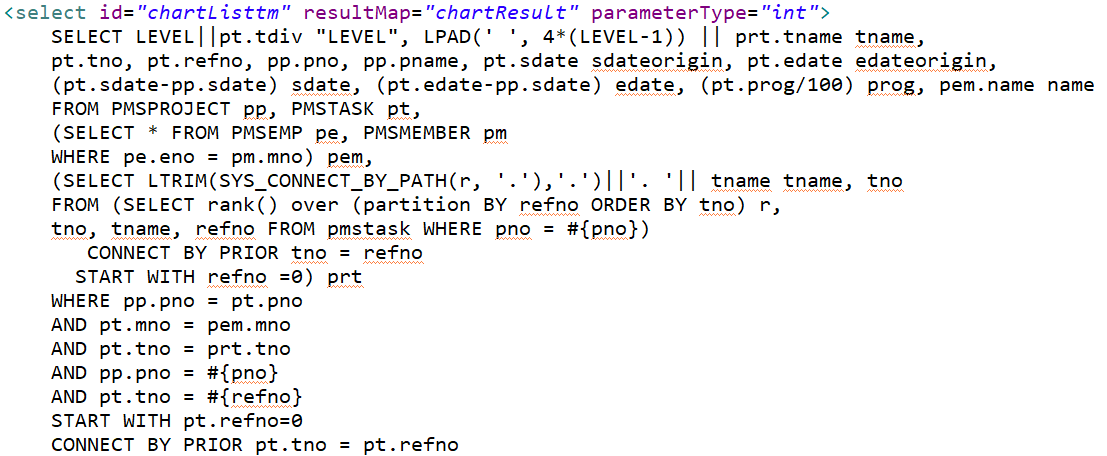 <select id="chartListtm" resultMap="chartResult" parameterType="int">
SELECT LEVEL||pt.tdiv "LEVEL", LPAD(' ', 4*(LEVEL-1)) || prt.tname tname,
pt.tno, pt.refno, pp.pno, pp.pname, pt.sdate sdateorigin, pt.edate edateorigin,
(pt.sdate-pp.sdate) sdate, (pt.edate-pp.sdate) edate, (pt.prog/100) prog, pem.name name
FROM PMSPROJECT pp, PMSTASK pt,
(SELECT * FROM PMSEMP pe, PMSMEMBER pm
WHERE pe.eno = pm.mno) pem,
(SELECT LTRIM(SYS_CONNECT_BY_PATH(r, '.'),'.')||'. '|| tname tname, tno
FROM (SELECT rank() over (partition BY refno ORDER BY tno) r,
tno, tname, refno FROM pmstask WHERE pno = #{pno})
CONNECT BY PRIOR tno = refno
START WITH refno =0) prt
WHERE pp.pno = pt.pno
AND pt.mno = pem.mno
AND pt.tno = prt.tno
AND pp.pno = #{pno}
AND pt.tno = #{refno}
START WITH pt.refno=0
CONNECT BY PRIOR pt.tno = pt.refno